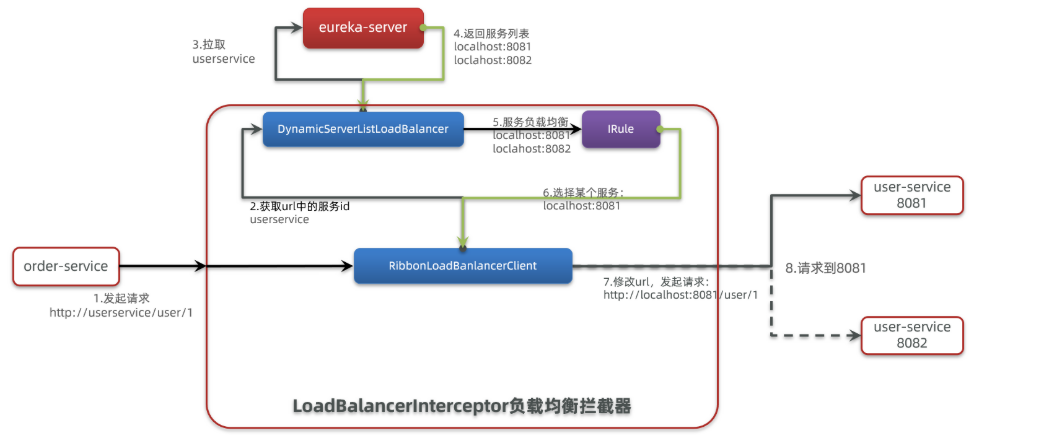 eureka-server
3.拉取
userservice
4.返回服务列表
localhost:8081
loclahost:8082
DynamicServerListLoadBalancer
5.服务负载均衡
localhost:8081
loclahost:8082
IRule
2.获取url中的服务id
userservice
6.选择某个服务：
localhost:8081
user-service
8081
order-service
RibbonLoadBanlancerClient
8.请求到8081
1.发起请求
http://userservice/user/1
7.修改url，发起请求：
http://localhost:8081/user/1
user-service
8082
LoadBalancerInterceptor负载均衡拦截器